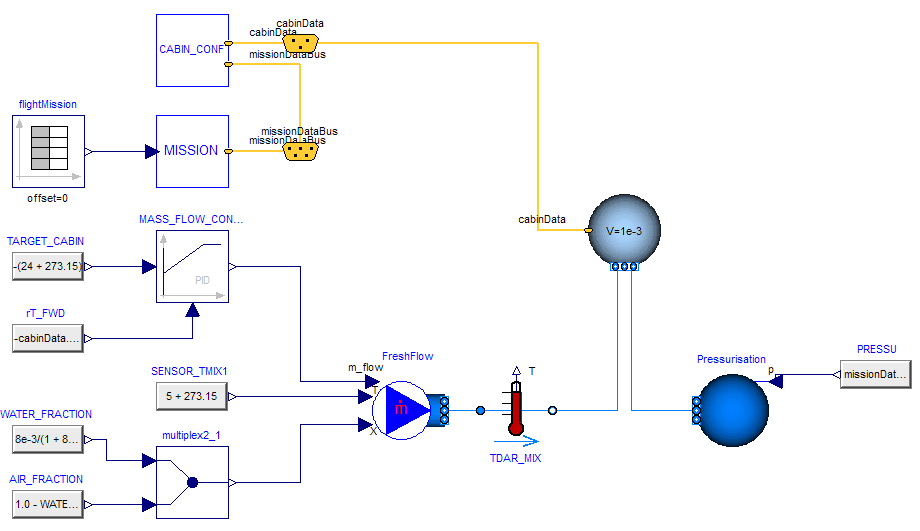 cabinData
cabinData
CABIN_CONF
missionDataBus
flightMission
missionDataBus
missionDataBus
MISSION
offset=0
MASS_FLOW_CON...
cabinData
V=1e-3
TARGET_CABIN
-(24 + 273.15)
PID
rT_FWD
-cabinData....
PRESSU
FreshFlow
Pressurisation
m_flow
SENSOR_TMIX1
T
p
missionDat...
5 + 273.15
T
ṁ
WATER_FRACTION
X
8e-3/(1 + 8...
multiplex2_1
TDAR_MIX
AIR_FRACTION
1.0 - WATE...